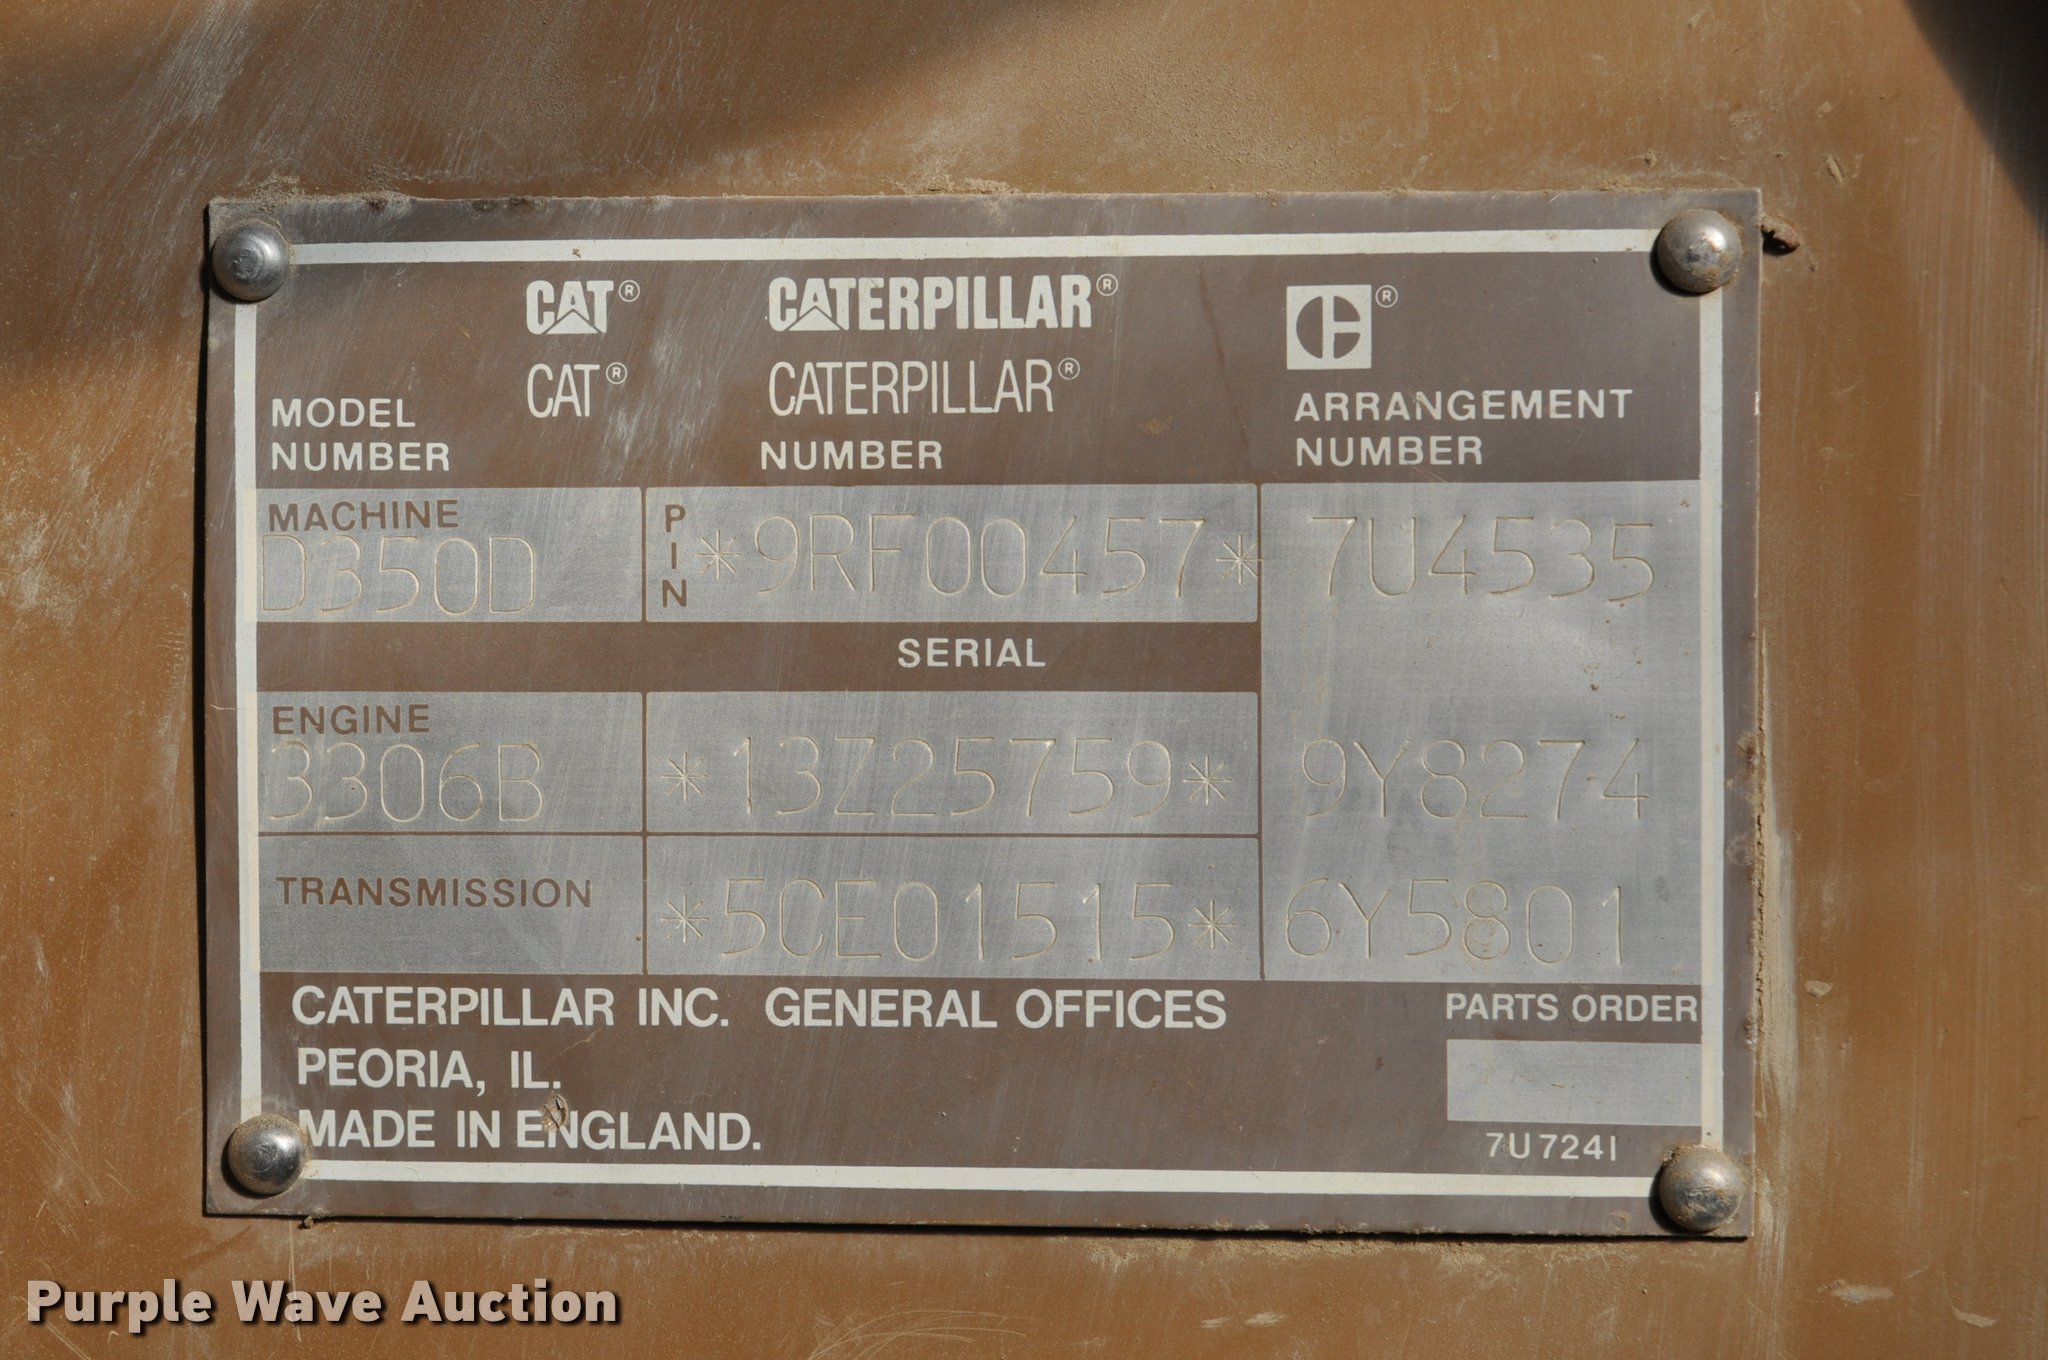 CAT® CATERPILLAR® ®
CAT® CATERPILLAR®
MODEL NUMBER NUMBER ARRANGEMENT NUMBER
MACHINE
D350D PIN *9RF00457* 7U4535
SERIAL
ENGINE
3306B *13Z25759* 9Y8274
TRANSMISSION *5CE01515* 6Y5801
CATERPILLAR INC. GENERAL OFFICES
PEORIA, IL.
MADE IN ENGLAND.
PARTS ORDER
7U7241
Purple Wave Auction